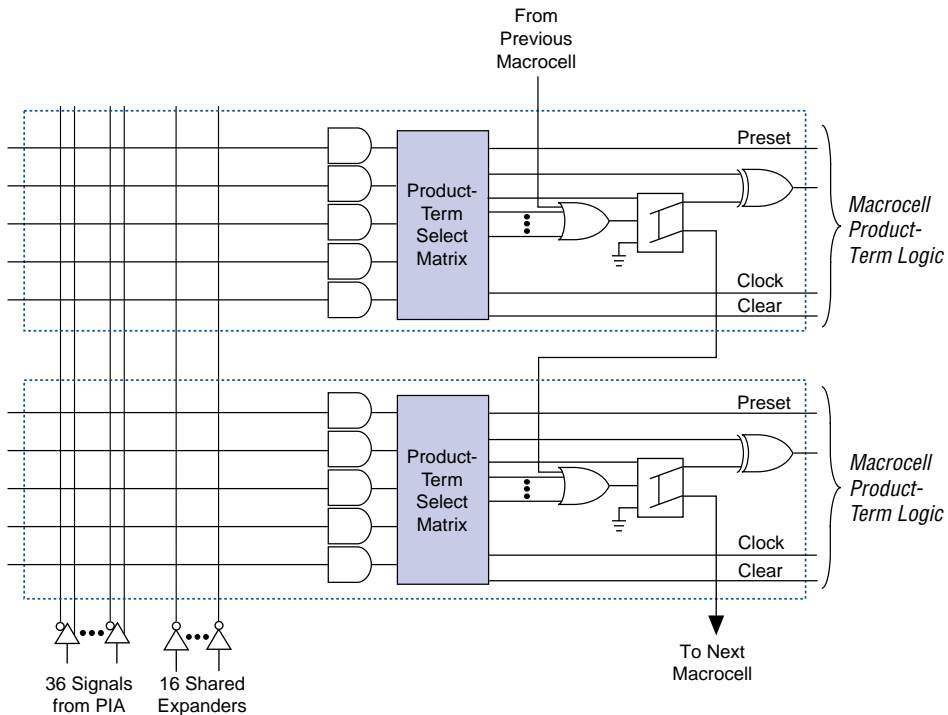 From
Previous
Macrocell
Preset
Product-
Term
Select
Matrix
Macrocell
Product-
Term Logic
Clock
Clear
Preset
Product-
Term
Select
Matrix
Macrocell
Product-
Term Logic
Clock
Clear
36 Signals
from PIA
16 Shared
Expanders
To Next
Macrocell